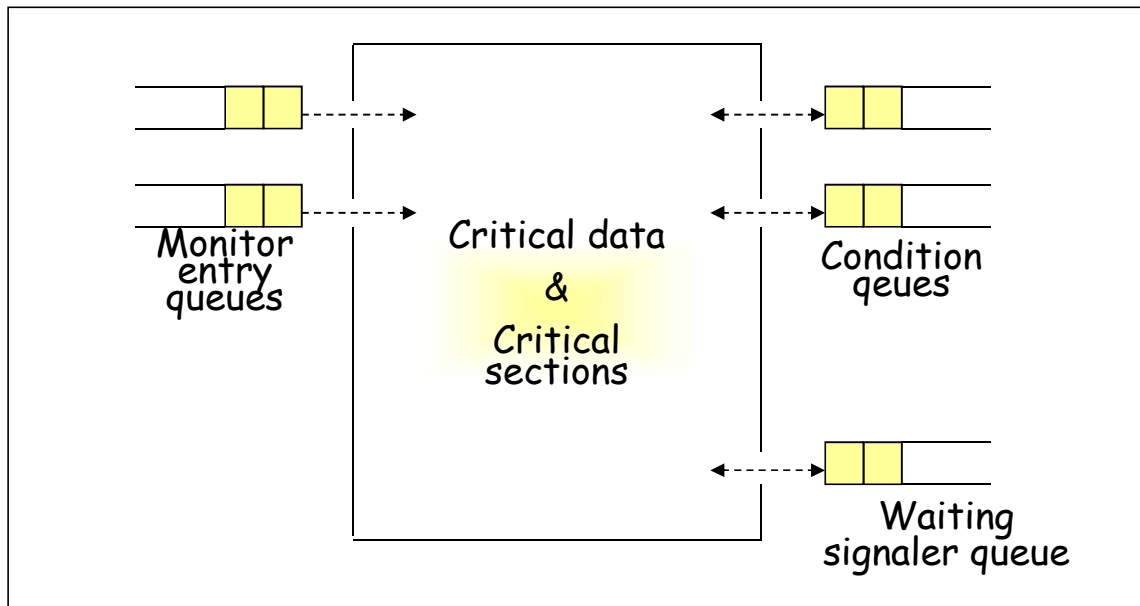 Monitor
entry
queues
Critical data
&
Critical
sections
Condition
qeues
Waiting
signaler queue